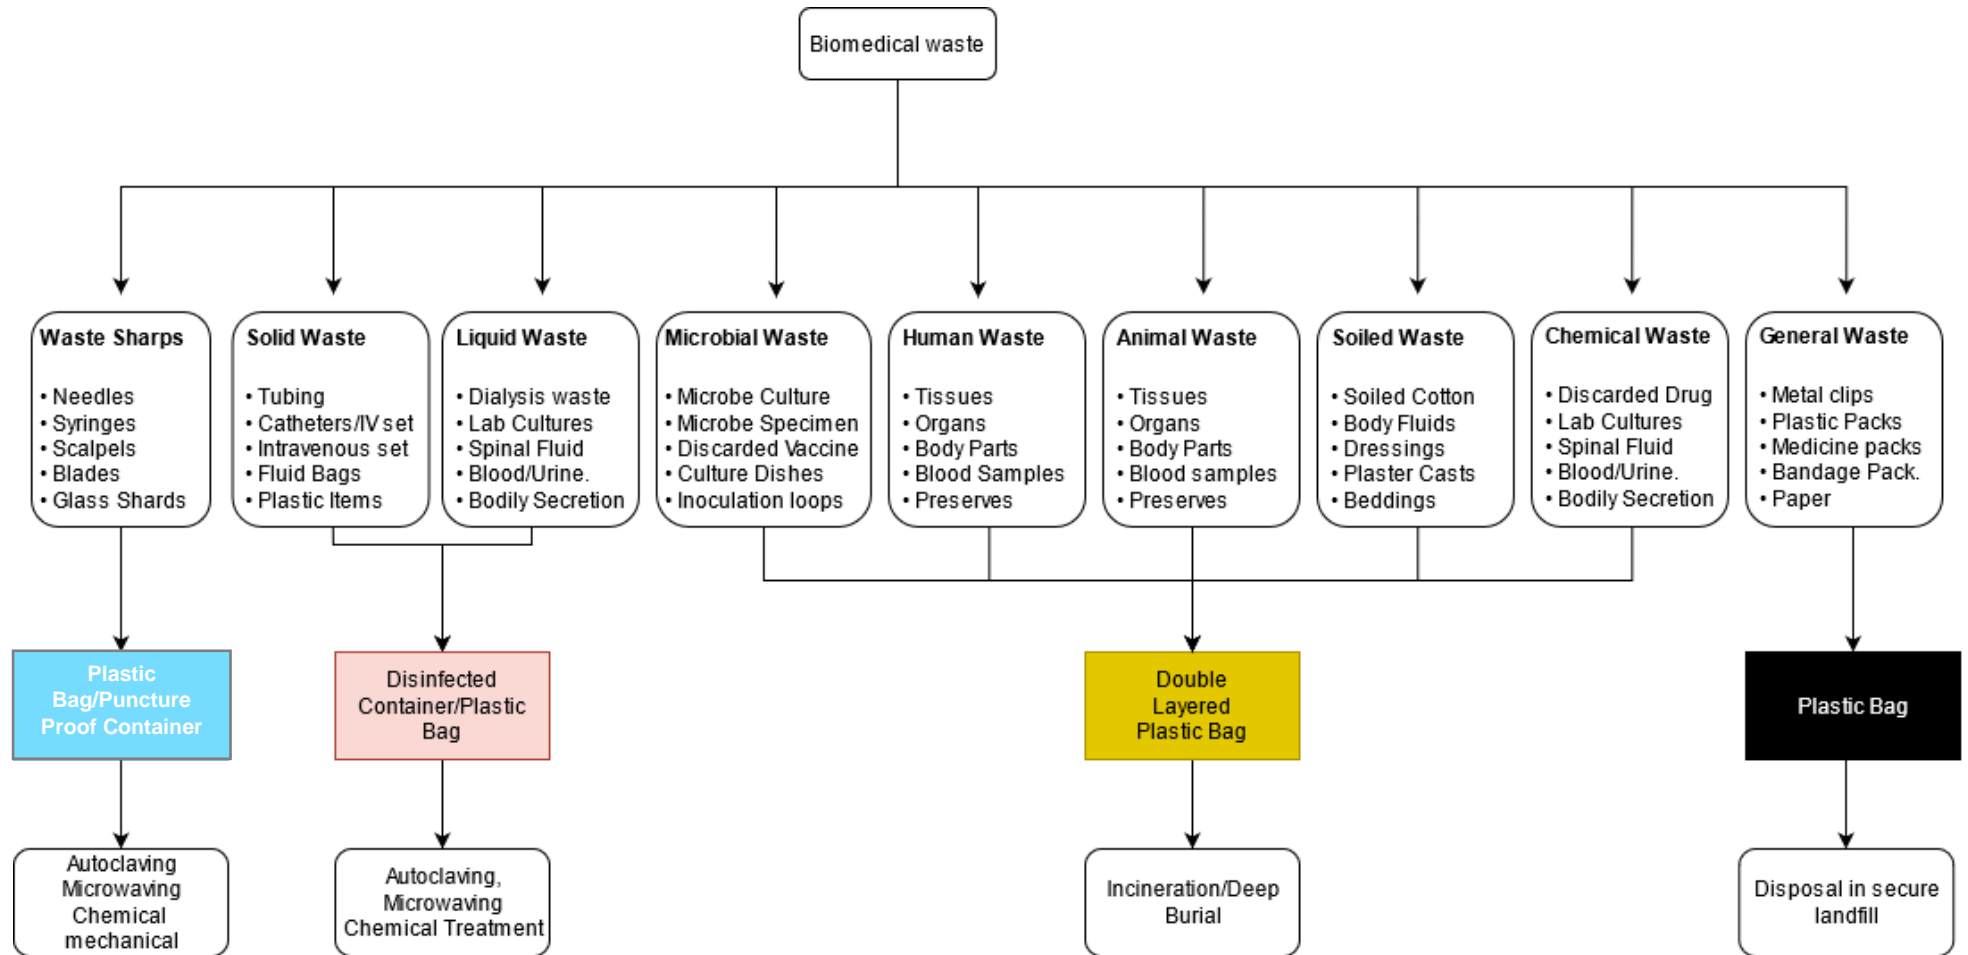 Biomedical waste
Waste Sharps
• Needles
• Syringes
• Scalpels
• Blades
• Glass Shards
Solid Waste
• Tubing
• Catheters/IV set
• Intravenous set
• Fluid Bags
• Plastic Items
Liquid Waste
• Dialysis waste
• Lab Cultures
• Spinal Fluid
• Blood/Urine.
• Bodily Secretion
Microbial Waste
• Microbe Culture
• Microbe Specimen
• Discarded Vaccine
• Culture Dishes
• Inoculation loops
Human Waste
• Tissues
• Organs
• Body Parts
• Blood Samples
• Preserves
Animal Waste
• Tissues
• Organs
• Body Parts
• Blood samples
• Preserves
Soiled Waste
• Soiled Cotton
• Body Fluids
• Dressings
• Plaster Casts
• Beddings
Chemical Waste
• Discarded Drug
• Lab Cultures
• Spinal Fluid
• Blood/Urine.
• Bodily Secretion
General Waste
• Metal clips
• Plastic Packs
• Medicine packs
• Bandage Pack.
• Paper
Plastic
Bag/Puncture
Proof Container
Disinfected
Container/Plastic
Bag
Double
Layered
Plastic Bag
Plastic Bag
Autoclaving
Microwaving
Chemical
mechanical
Autoclaving,
Microwaving
Chemical Treatment
Incineration/Deep
Burial
Disposal in secure
landfill